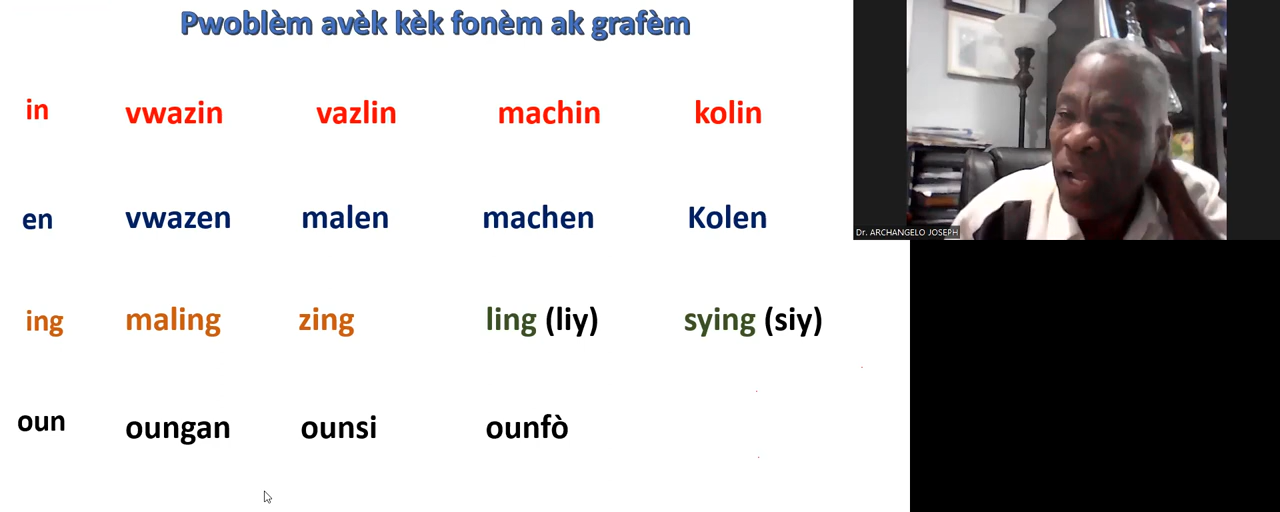 Pwoblèm avèk kèk fonèm ak grafèm
in vwazin vazlin machin kolin
en vwazen malen machen Kolen
ing maling zing ling (liy) sying (siy)
oun oungan ounsi ounfò
Dr. ARCHANGELO JOSEPH